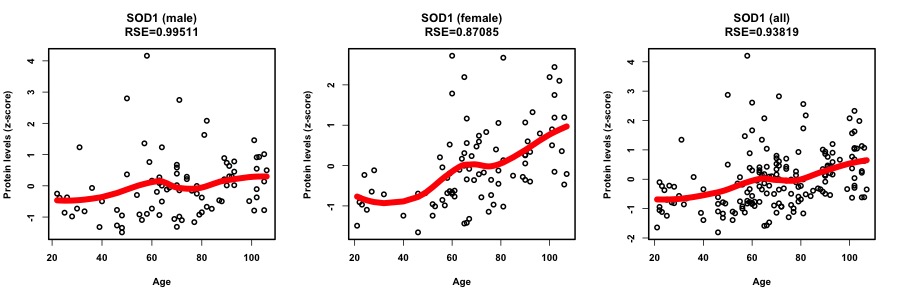 SOD1 (male)
RSE=0.99511
Protein levels (z-score)
4
3
2
1
0
-1
20 40 60 80 100
Age
SOD1 (female)
RSE=0.87085
Protein levels (z-score)
2
1
0
-1
20 40 60 80 100
Age
SOD1 (all)
RSE=0.93819
Protein levels (z-score)
4
3
2
1
0
-1
-2
20 40 60 80 100
Age